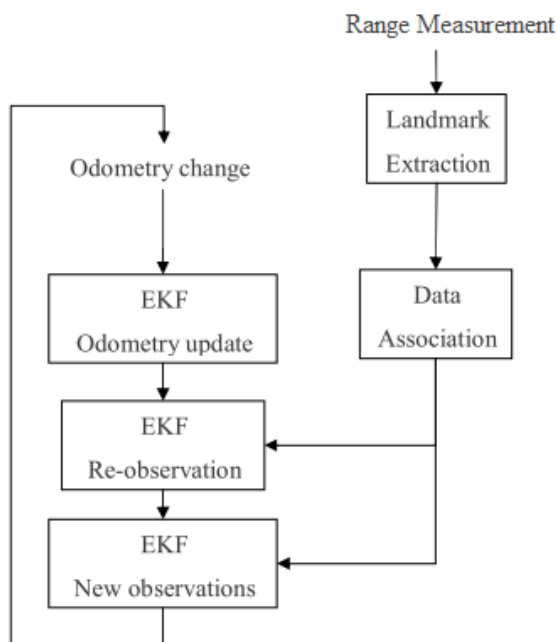 Range Measurement
Landmark
Extraction
Odometry change
EKF
Odometry update
Data
Association
EKF
Re-observation
EKF
New observations